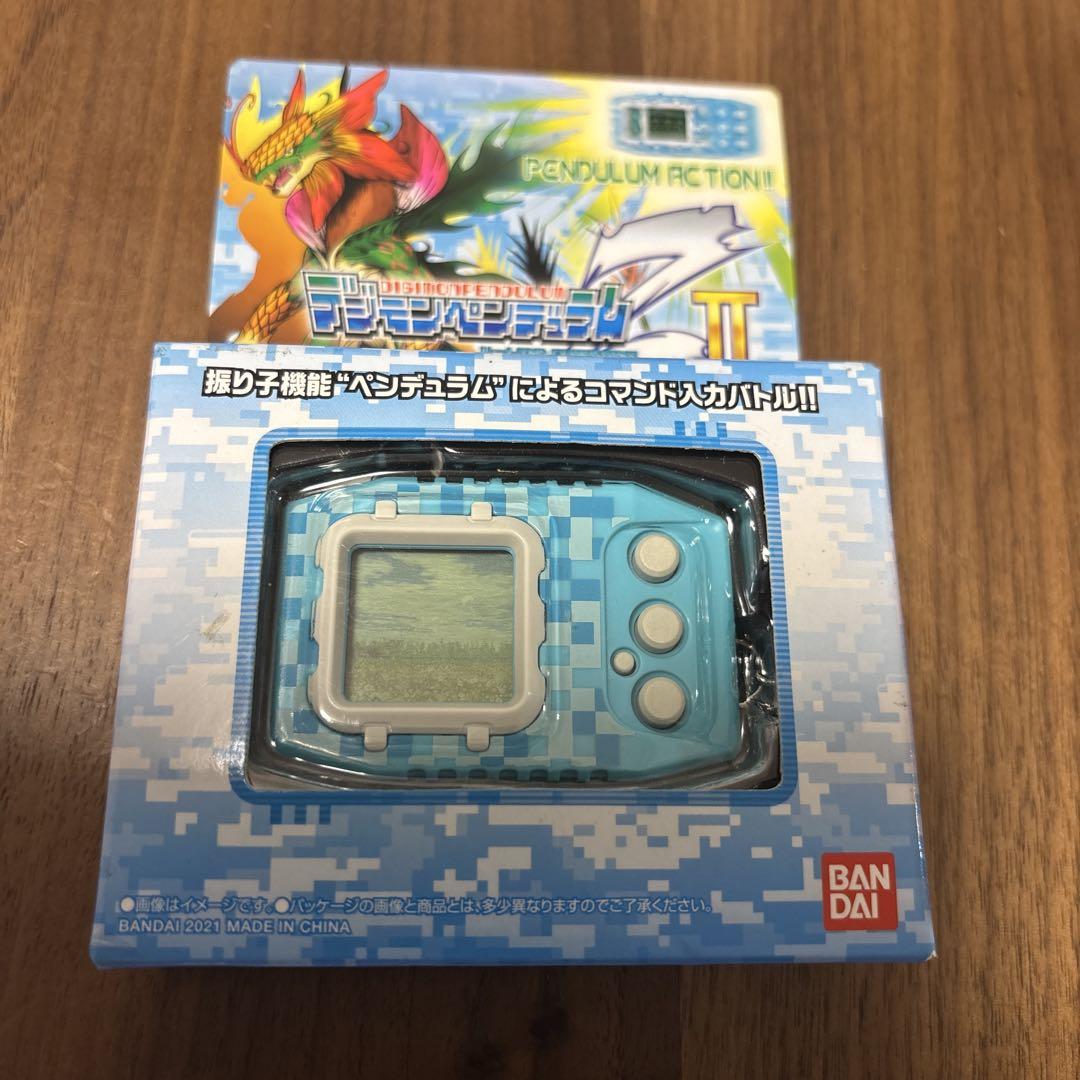 PENDULUM ACTION!!
DIGIMONPENDULUM
デジモンペンデュラム
Z II
振り子機能“ペンデュラム”によるコマンド入力バトル!!
●画像はイメージです。●パッケージの画像と商品とは、多少異なりますのでご了承ください。
BANDAI 2021 MADE IN CHINA
BAN
DAI